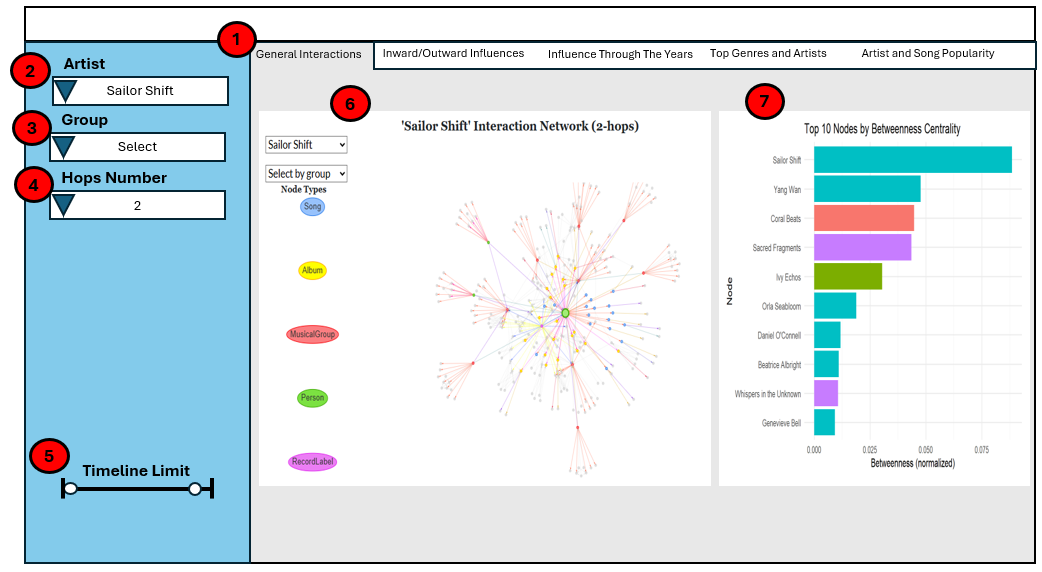 1
General Interactions
Inward/Outward Influences
Influence Through The Years
Top Genres and Artists
Artist and Song Popularity
2
Artist
Sailor Shift
3
Group
Select
4
Hops Number
2
5
Timeline Limit
6
'Sailor Shift' Interaction Network (2-hops)
Sailor Shift
Select by group
Node Types
Song
Album
MusicalGroup
Person
RecordLabel
7
Top 10 Nodes by Betweenness Centrality
Node
Sailor Shift
Yang Wan
Coral Beats
Sacred Fragments
Ivy Echos
Orla Seabloom
Daniel O'Connell
Beatrice Albright
Whispers in the Unknown
Genevieve Bell
0.000 0.025 0.050 0.075
Betweenness (normalized)